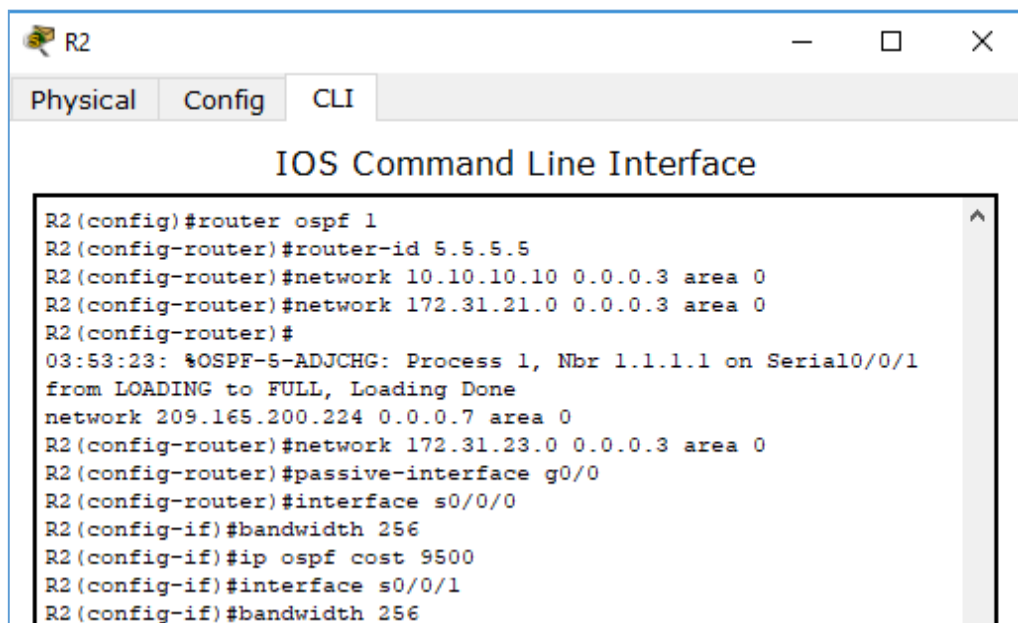 R2
Physical Config CLI
IOS Command Line Interface
R2(config)#router ospf 1
R2(config-router)#router-id 5.5.5.5
R2(config-router)#network 10.10.10.10 0.0.0.3 area 0
R2(config-router)#network 172.31.21.0 0.0.0.3 area 0
R2(config-router)#
03:53:23: %OSPF-5-ADJCHG: Process 1, Nbr 1.1.1.1 on Serial0/0/1
from LOADING to FULL, Loading Done
network 209.165.200.224 0.0.0.7 area 0
R2(config-router)#network 172.31.23.0 0.0.0.3 area 0
R2(config-router)#passive-interface g0/0
R2(config-router)#interface s0/0/0
R2(config-if)#bandwidth 256
R2(config-if)#ip ospf cost 9500
R2(config-if)#interface s0/0/1
R2(config-if)#bandwidth 256